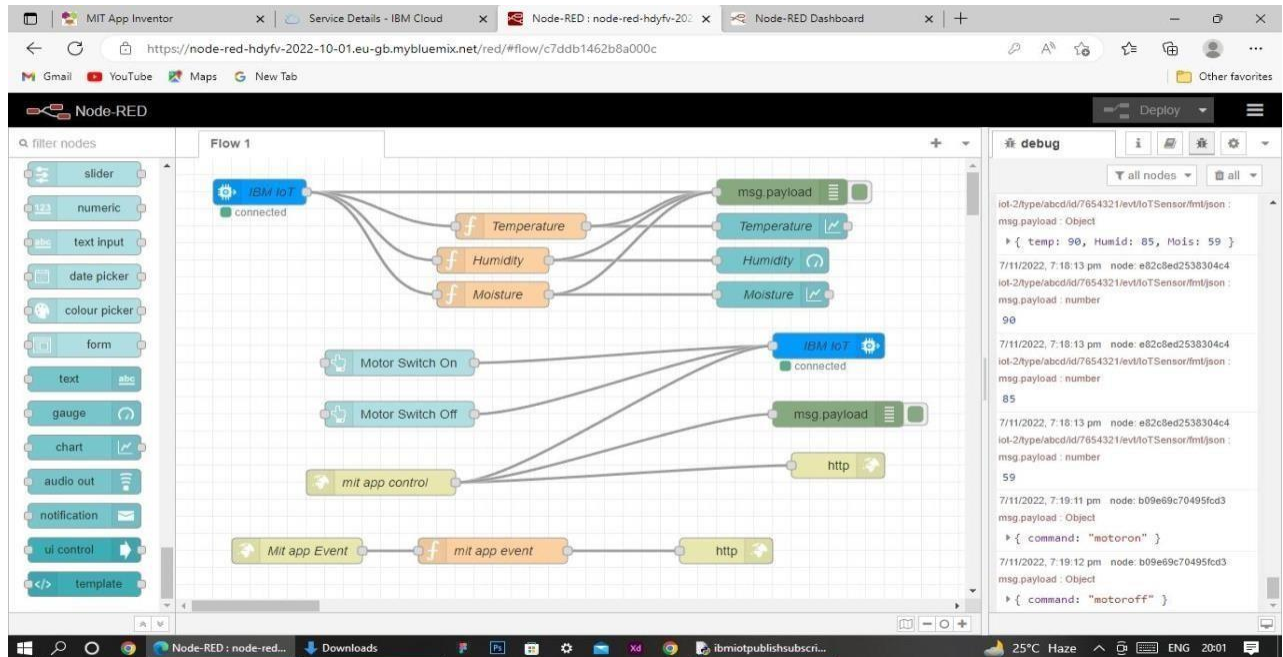 MIT App Inventor
Service Details - IBM Cloud
Node-RED : node-red-hdyfv-202
Node-RED Dashboard
https://node-red-hdyfv-2022-10-01.eu-gb.mybluemix.net/red/#flow/c7ddb1462b8a000c
Gmail YouTube Maps New Tab
Other favorites
Node-RED
Deploy
filter nodes
Flow 1
debug
all nodes
all
slider
numeric
text input
date picker
colour picker
form
text
gauge
chart
audio out
notification
ui control
template
IBM IoT
connected
Temperature
Humidity
Moisture
msg.payload
Temperature
Humidity
Moisture
Motor Switch On
Motor Switch Off
IBM IoT
connected
msg.payload
mit app control
http
Mit app Event
mit app event
http
iot-2/type/abcd/id/7654321/evt/IoTSensor/fmt/json :
msg.payload : Object
{ temp: 90, Humid: 85, Mois: 59 }
7/11/2022, 7:18:13 pm node: e82c8ed2538304c4
iot-2/type/abcd/id/7654321/evt/IoTSensor/fmt/json :
msg.payload : number
90
7/11/2022, 7:18:13 pm node: e82c8ed2538304c4
iot-2/type/abcd/id/7654321/evt/IoTSensor/fmt/json :
msg.payload : number
85
7/11/2022, 7:18:13 pm node: e82c8ed2538304c4
iot-2/type/abcd/id/7654321/evt/IoTSensor/fmt/json :
msg.payload : number
59
7/11/2022, 7:19:11 pm node: b09e69c70495fcd3
msg.payload : Object
{ command: "motoron" }
7/11/2022, 7:19:12 pm node: b09e69c70495fcd3
msg.payload : Object
{ command: "motoroff" }
Node-RED : node-red...
Downloads
ibmiotpublishsubscri...
25°C Haze
ENG
20:01